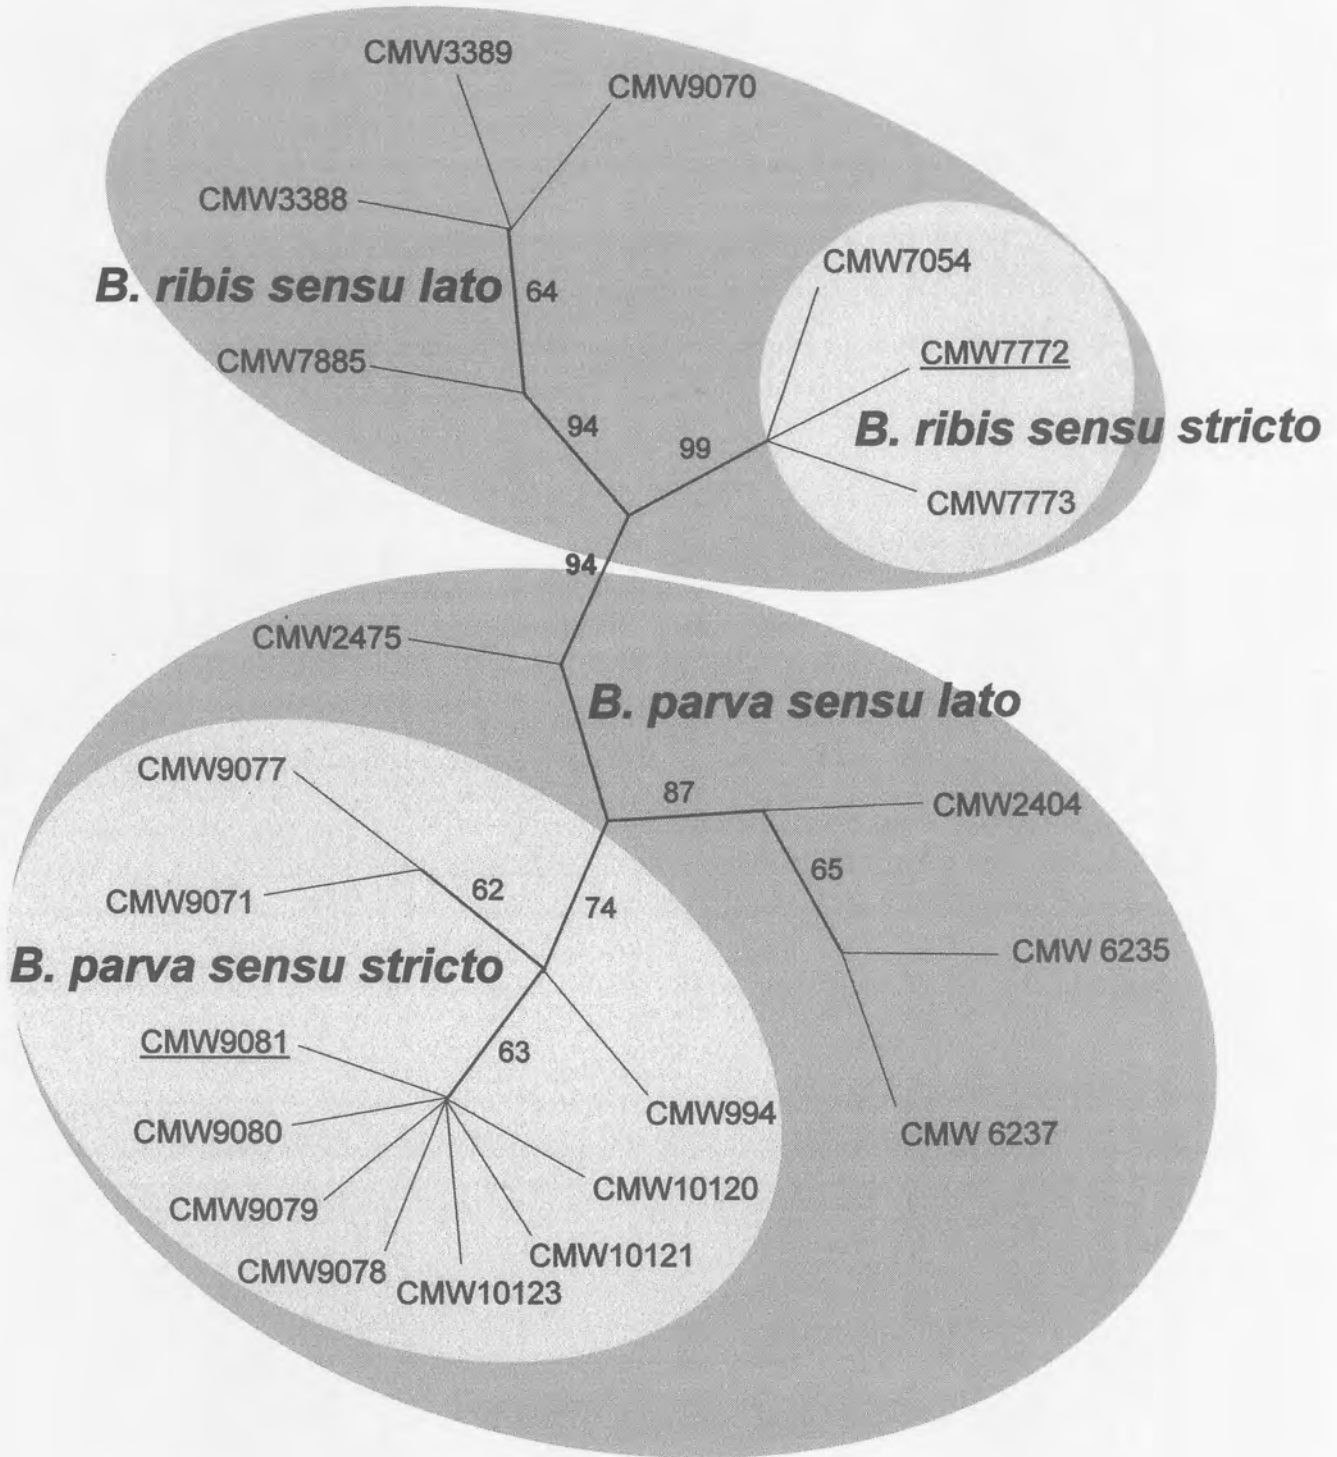 CMW3389
CMW9070
CMW3388
CMW7054
B. ribis sensu lato
64
CMW7772
CMW7885
94
99
B. ribis sensu stricto
CMW7773
94
CMW2475
B. parva sensu lato
CMW9077
87
CMW2404
65
CMW9071
62
74
B. parva sensu stricto
CMW 6235
CMW9081
63
CMW994
CMW9080
CMW 6237
CMW10120
CMW9079
CMW10121
CMW9078
CMW10123